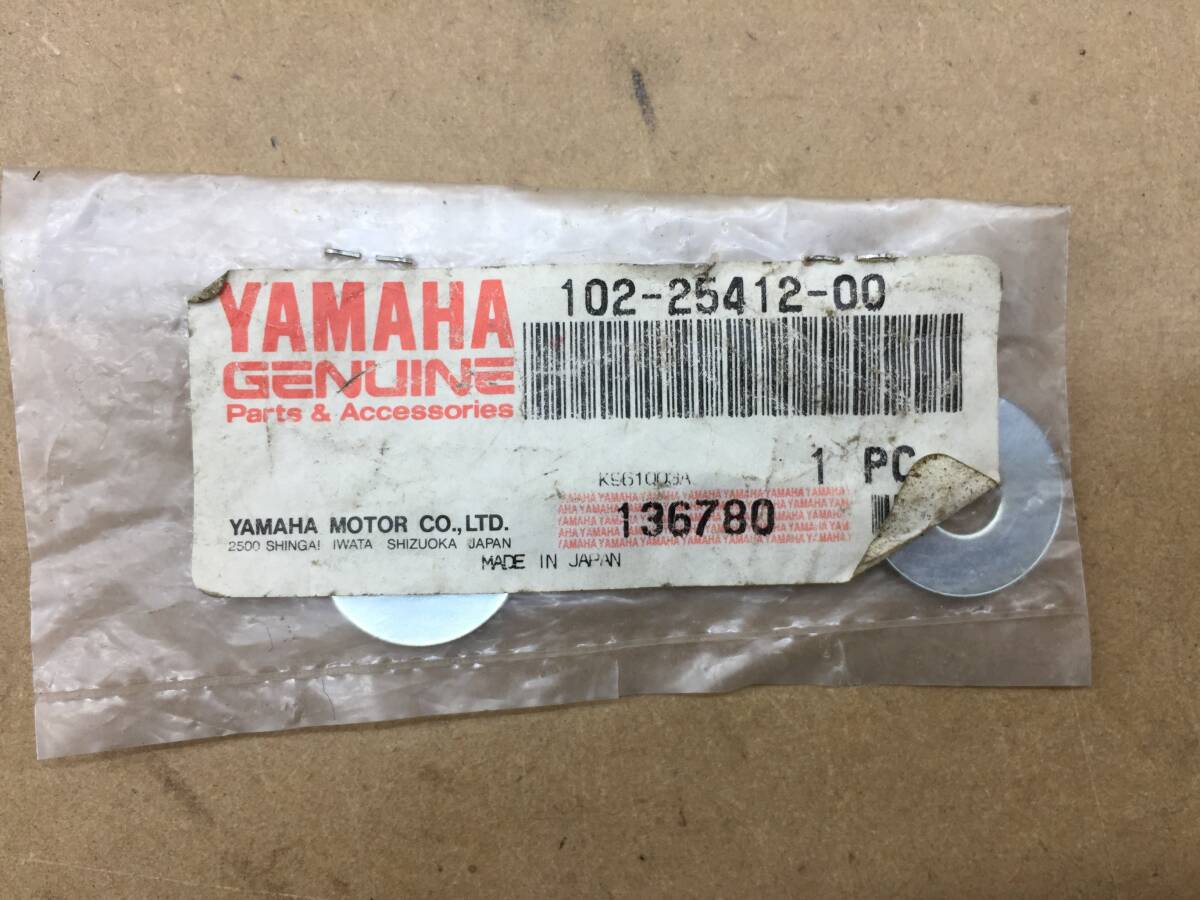 YAMAHA
GENUINE
Parts & Accessories
102-25412-00
1 PC
K961003A
136780
YAMAHA MOTOR CO.,LTD.
2500 SHINGAI IWATA SHIZUOKA JAPAN
MADE IN JAPAN